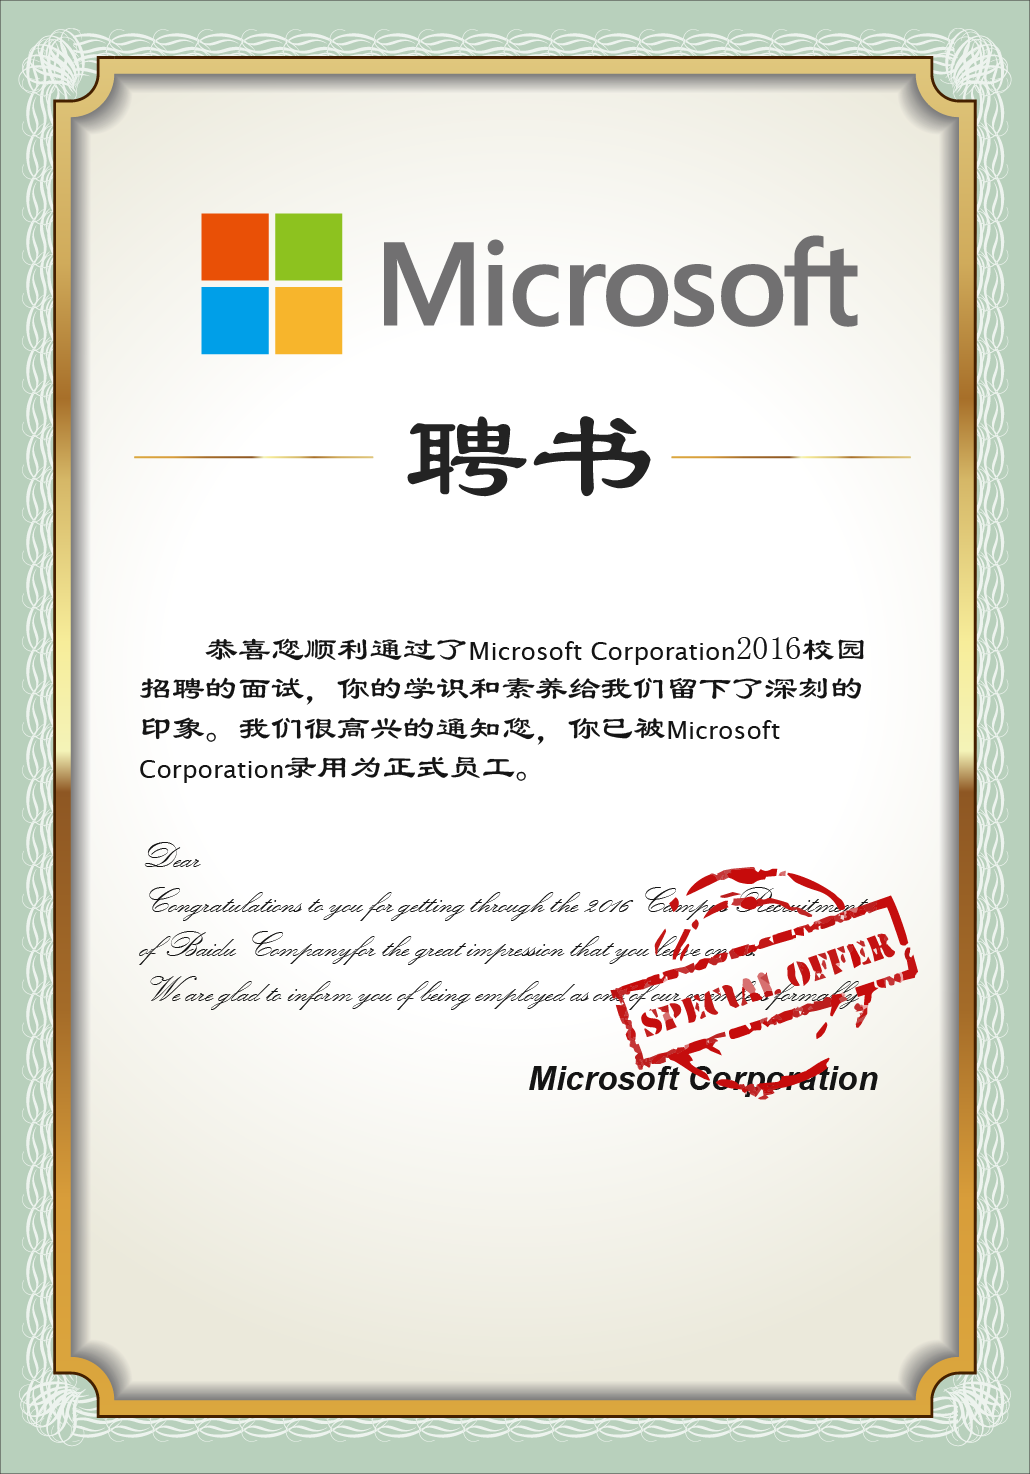 Microsoft
聘书
恭喜您顺利通过了Microsoft Corporation2016校园
招聘的面试，你的学识和素养给我们留下了深刻的
印象。我们很高兴的通知您，你已被Microsoft
Corporation录用为正式员工。
Dear
Congratulations to you for getting through the 2016 Campus Recruitment
of Baidu Companyfor the great impression that you leave on us.
We are glad to inform you of being employed as one of our members formally.
SPECIAL OFFER
Microsoft Corporation